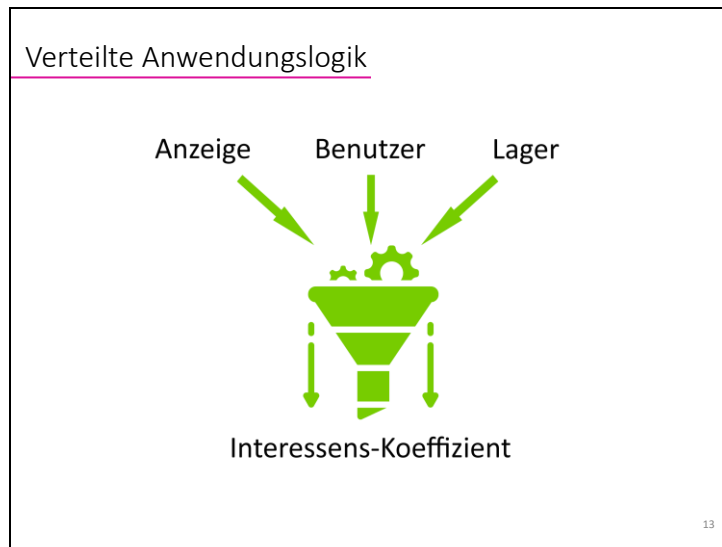 Verteilte Anwendungslogik
Anzeige Benutzer Lager
Interessens-Koeffizient
13